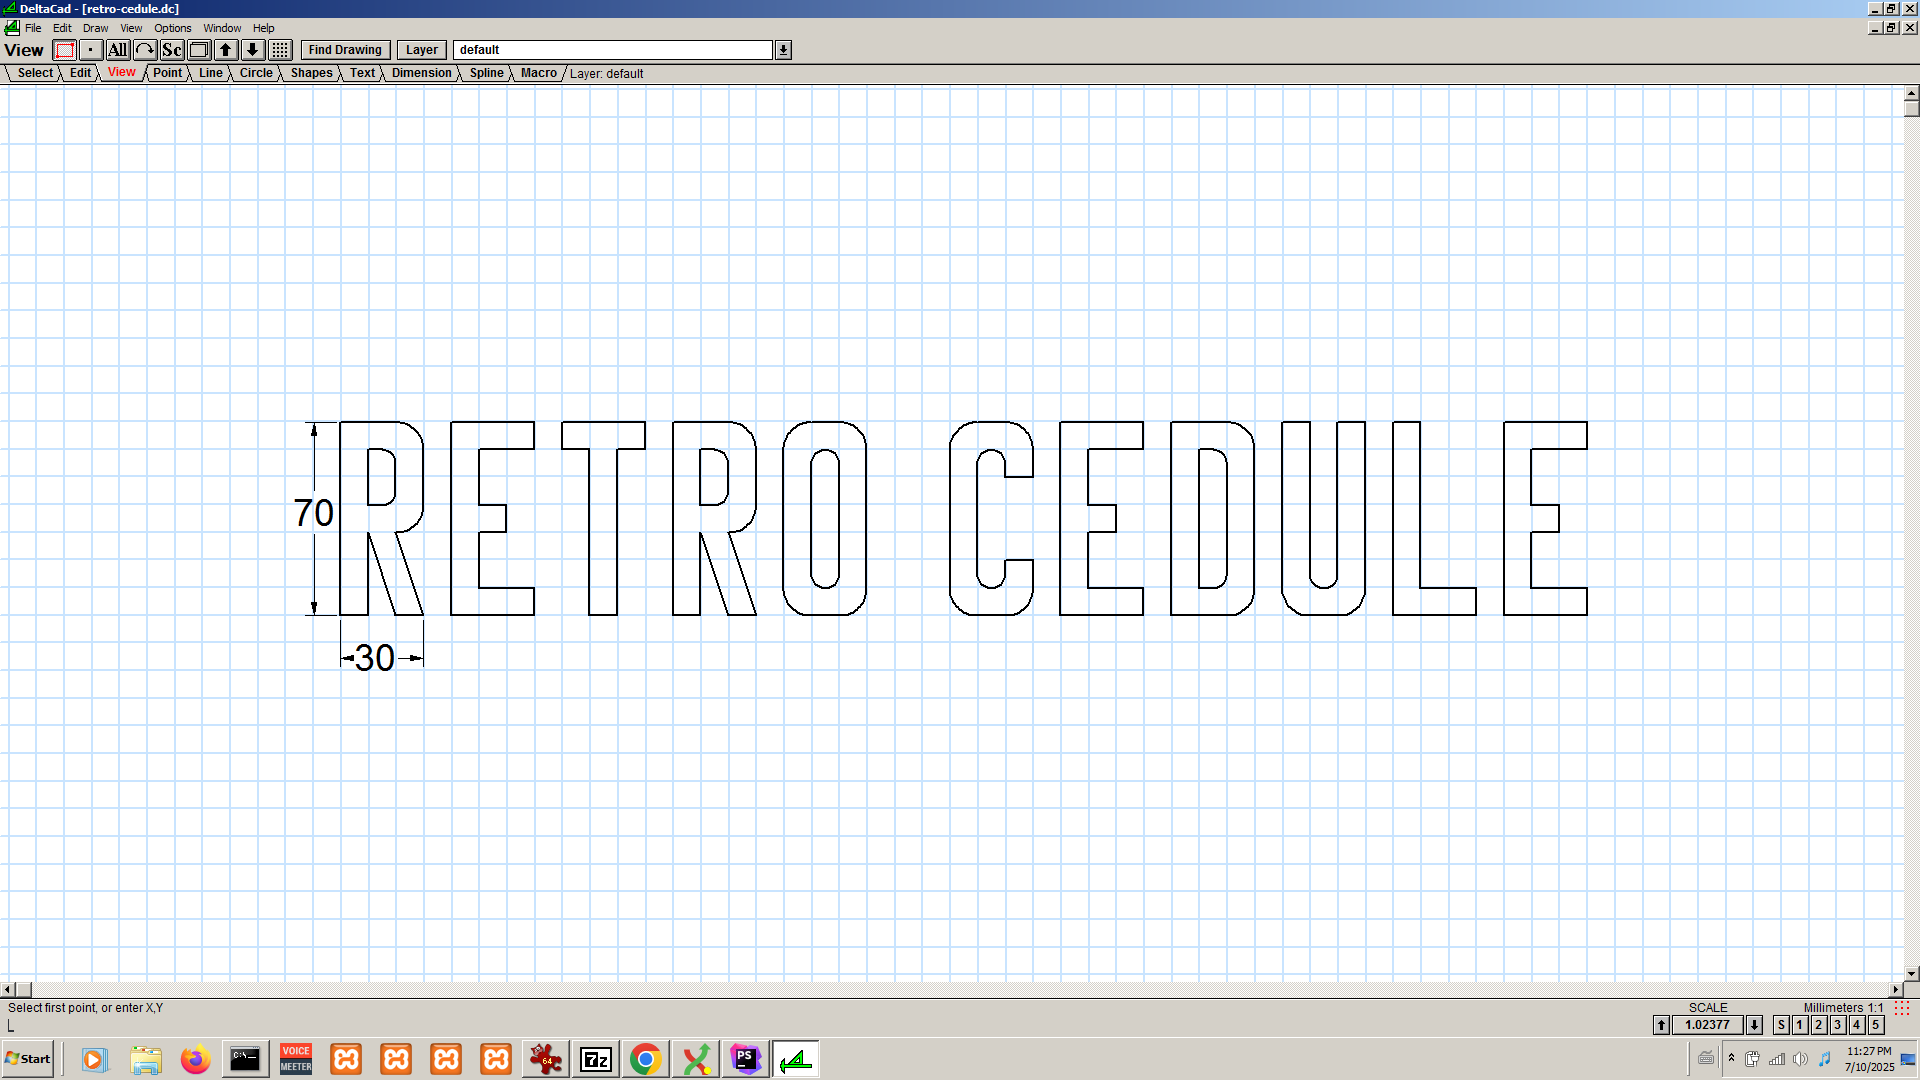 DeltaCad - [retro-cedule.dc]
File Edit Draw View Options Window Help
View All Sc Find Drawing Layer default
Select Edit View Point Line Circle Shapes Text Dimension Spline Macro Layer: default
RETRO CEDULE
70
30
Select first point, or enter X,Y
SCALE Millimeters 1:1
1.02377 S 1 2 3 4 5
Start C:\ VOICE MEETER 64 7z PS 11:27 PM
7/10/2025